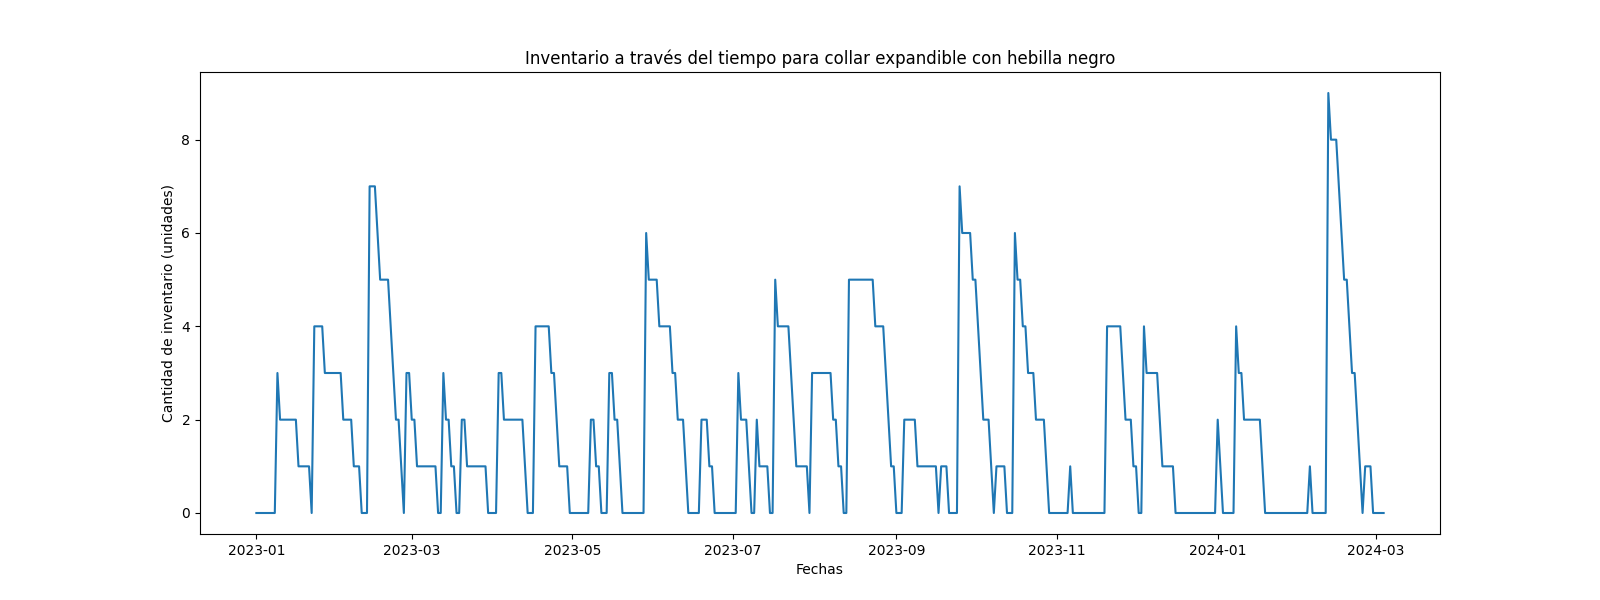 Inventario a través del tiempo para collar expandible con hebilla negro
Cantidad de inventario (unidades)
8
6
4
2
0
2023-01 2023-03 2023-05 2023-07 2023-09 2023-11 2024-01 2024-03
Fechas